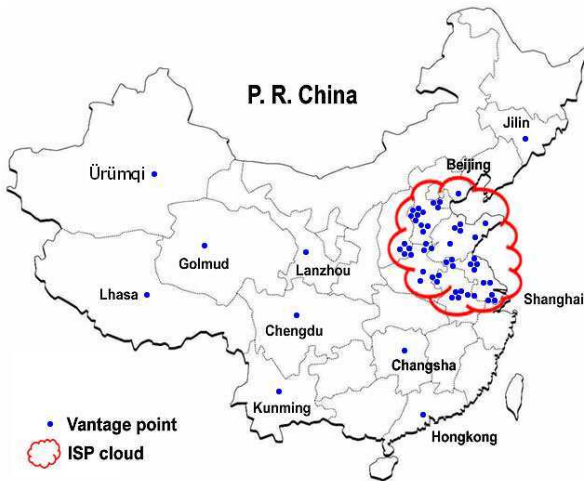 P. R. China
Jilin
Beijing
Ürümqi
Golmud
Lanzhou
Lhasa
Shanghai
Chengdu
Changsha
Kunming
Hongkong
Vantage point
ISP cloud